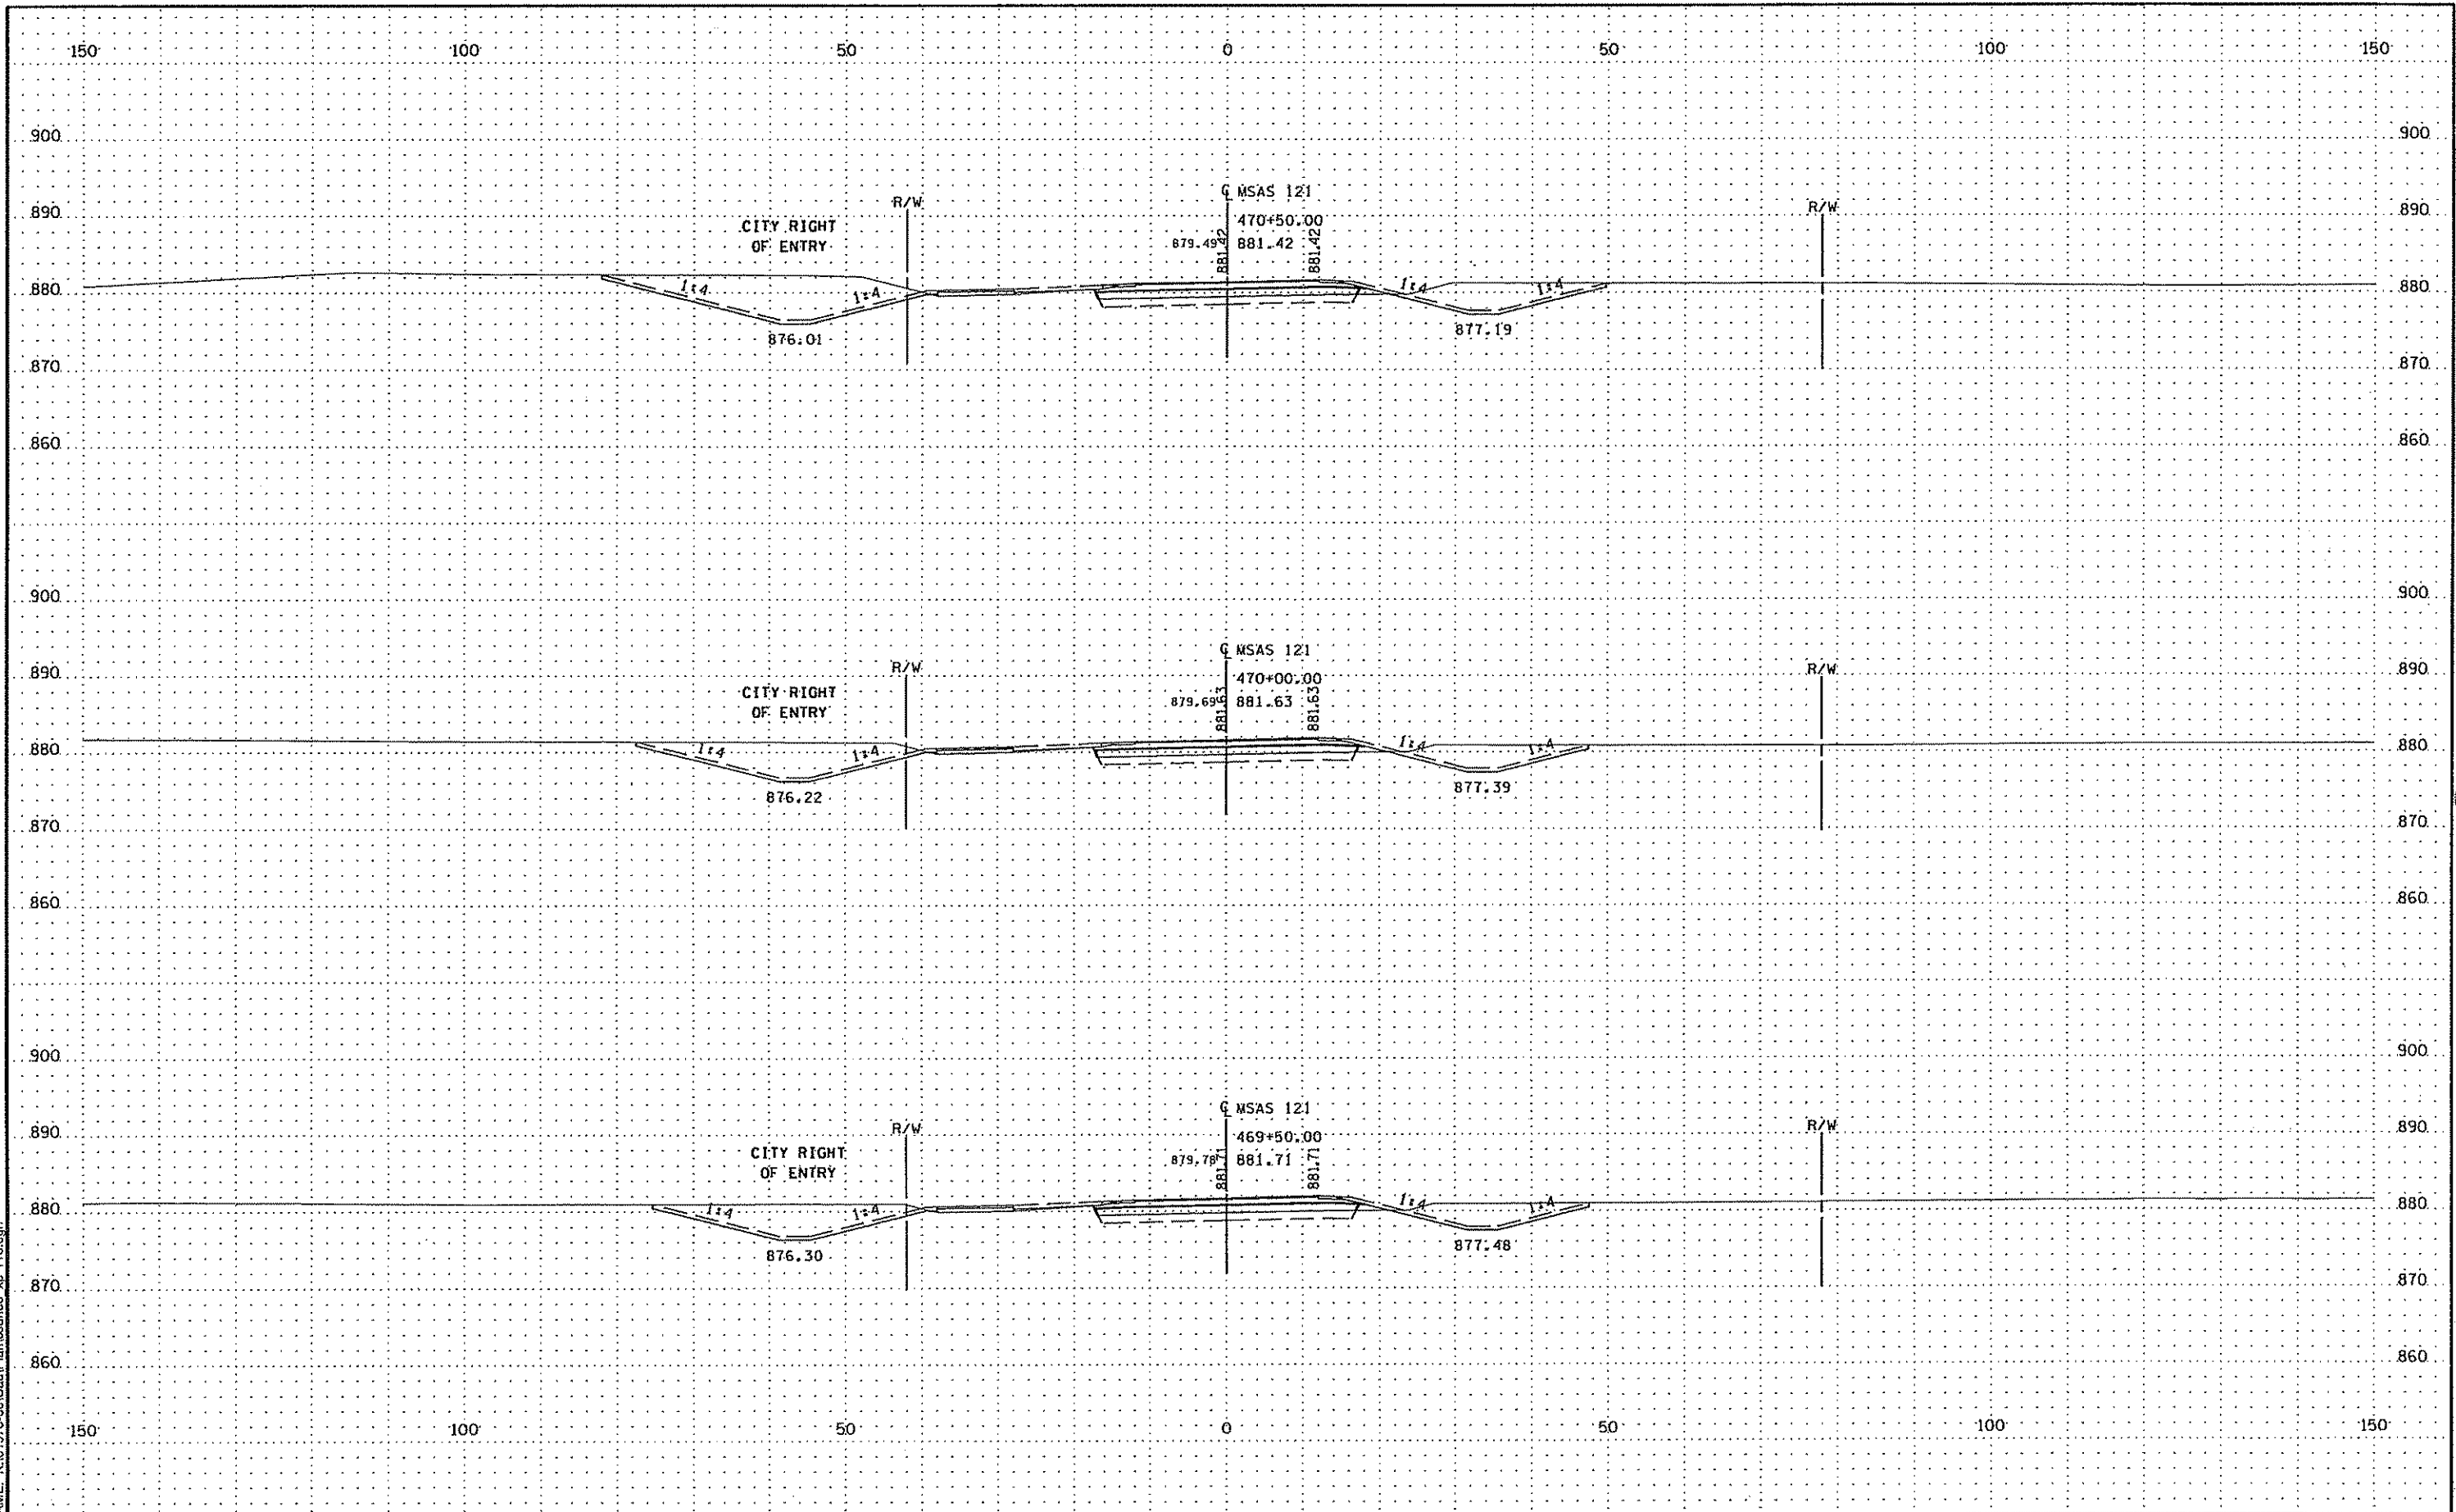 150 100 50 0 50 100 150
900 900
℄ MSAS 121
R/W R/W
890 470+50.00 890
CITY RIGHT
OF ENTRY
879.49 881.42 881.42 881.42
880 1:4 1:4 1:4 1:4 880
876.01 877.19
870 870
860 860
900 900
℄ MSAS 121
R/W R/W
890 470+00.00 890
CITY RIGHT
OF ENTRY
879.69 881.63 881.63 881.63
880 1:4 1:4 1:4 1:4 880
876.22 877.39
870 870
860 860
900 900
℄ MSAS 121
R/W R/W
890 469+50.00 890
CITY RIGHT
OF ENTRY
879.78 881.71 881.71 881.71
880 1:4 1:4 1:4 1:4 880
876.30 877.48
870 870
860 860
150 100 50 0 50 100 150